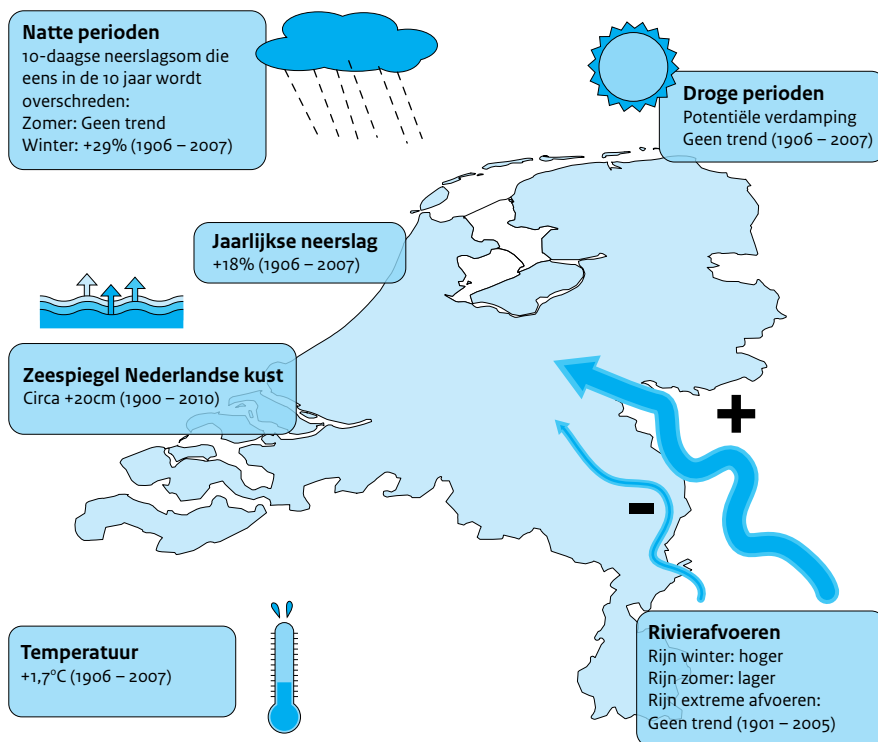 Natte perioden
10-daagse neerslagsom die
eens in de 10 jaar wordt
overschreden:
Zomer: Geen trend
Winter: +29% (1906 – 2007)
Droge perioden
Potentiële verdamping
Geen trend (1906 – 2007)
Jaarlijkse neerslag
+18% (1906 – 2007)
Zeespiegel Nederlandse kust
Circa +20cm (1900 – 2010)
+
-
Temperatuur
+1,7°C (1906 – 2007)
Rivierafvoeren
Rijn winter: hoger
Rijn zomer: lager
Rijn extreme afvoeren:
Geen trend (1901 – 2005)